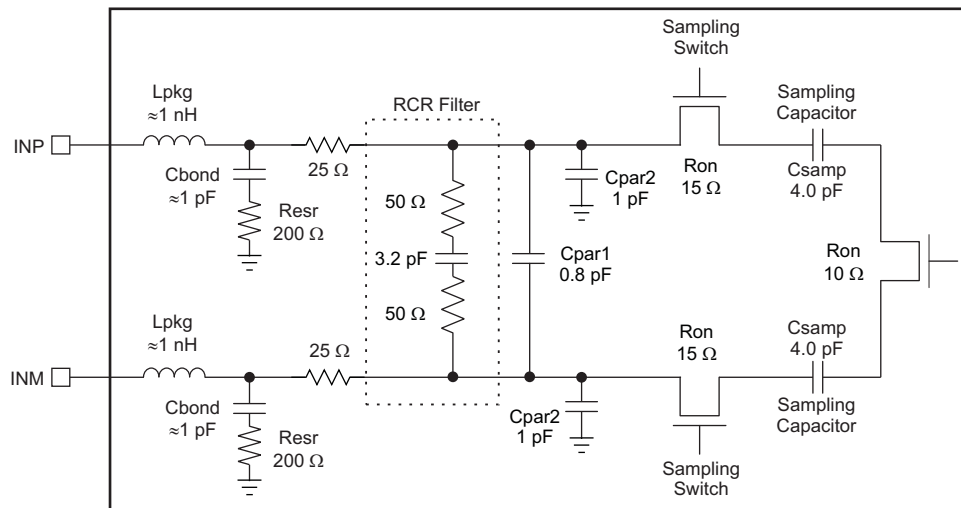 Sampling
Switch
Lpkg
≈1 nH
RCR Filter
Sampling
Capacitor
INP
25 Ω
Cbond
≈1 pF
Resr
200 Ω
50 Ω
3.2 pF
50 Ω
Cpar1
0.8 pF
Cpar2
1 pF
Ron
15 Ω
Csamp
4.0 pF
Ron
10 Ω
Lpkg
≈1 nH
25 Ω
Ron
15 Ω
Csamp
4.0 pF
INM
Cbond
≈1 pF
Resr
200 Ω
Cpar2
1 pF
Sampling
Capacitor
Sampling
Switch